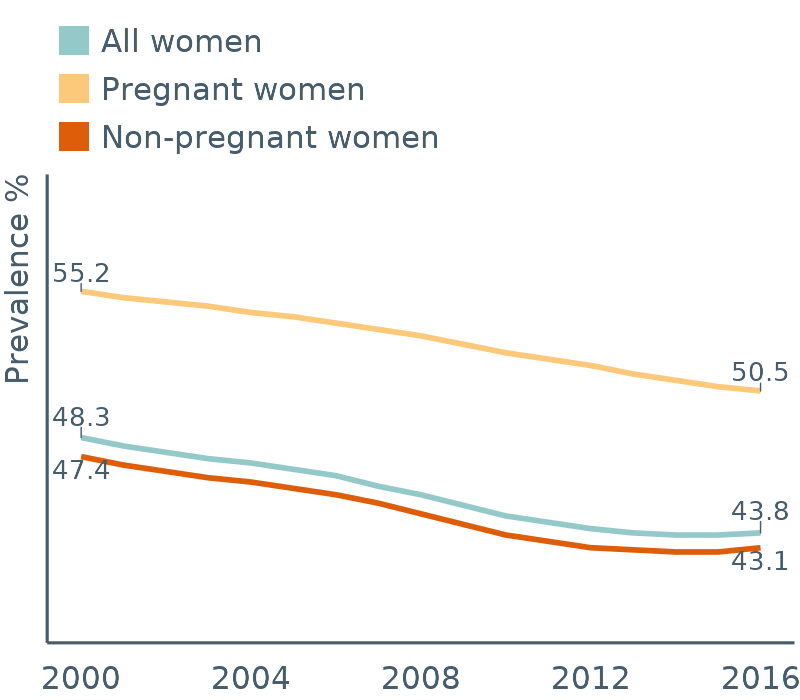 All women
Pregnant women
Non-pregnant women
Prevalence %
55.2
50.5
48.3
47.4
43.8
43.1
2000 2004 2008 2012 2016